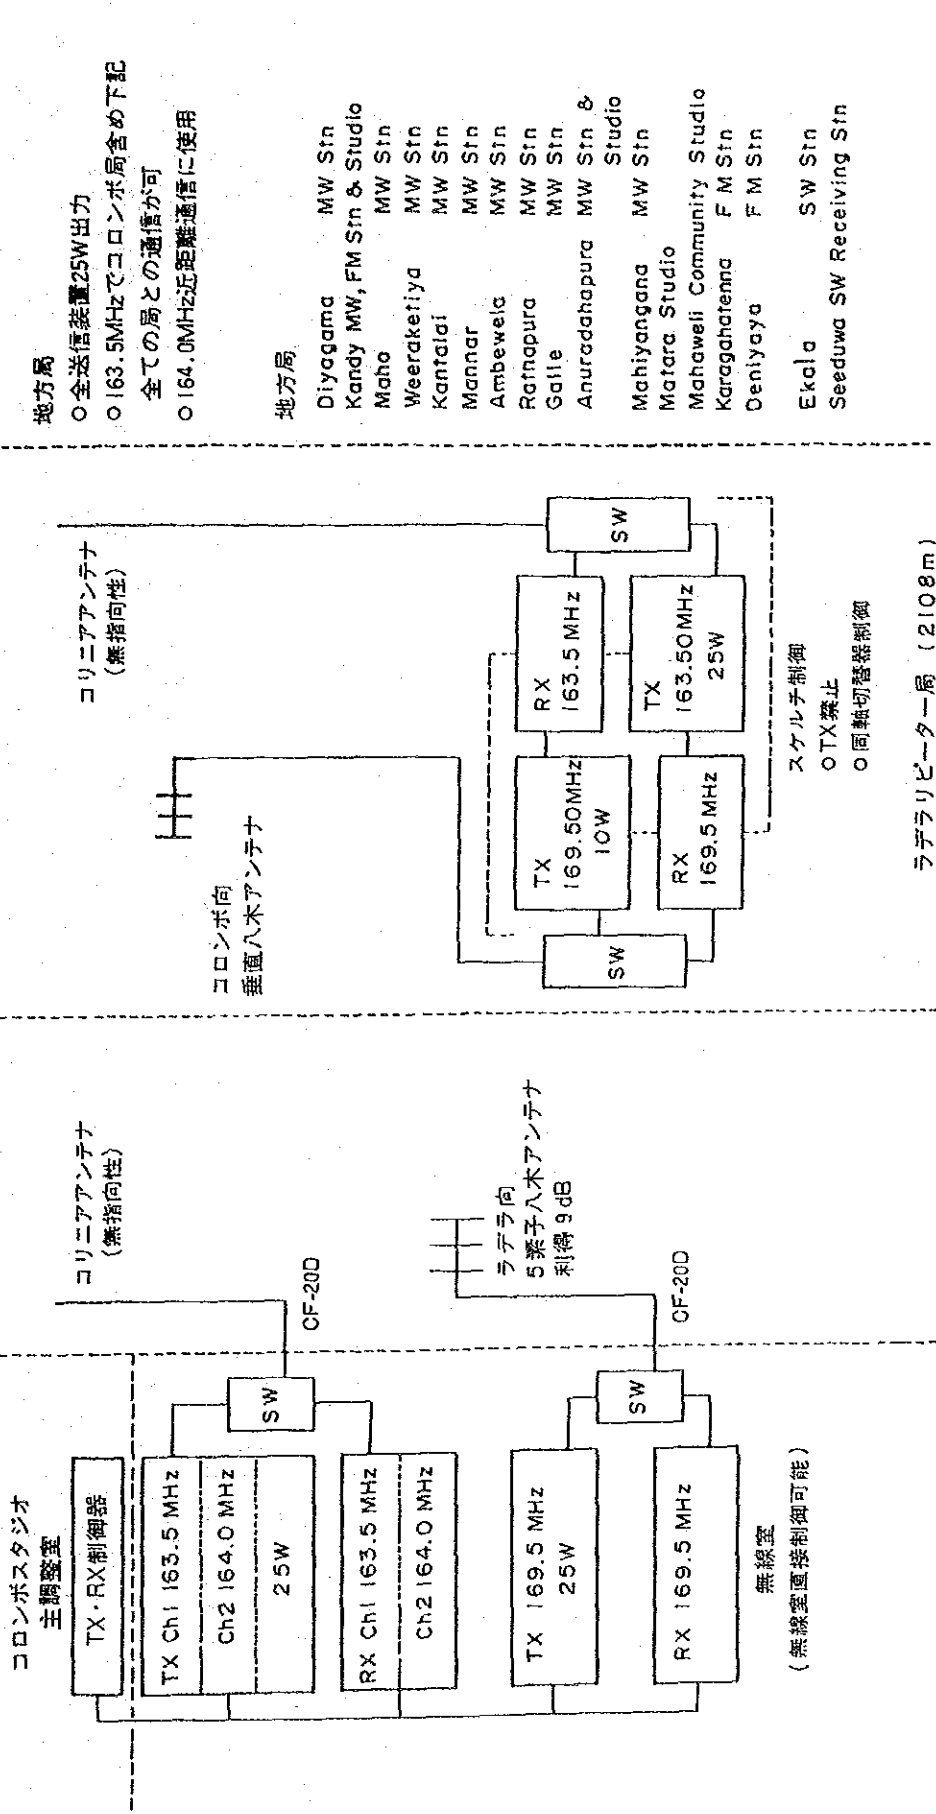 コロンボスタジオ
主調整室
TX・RX制御器
TX Ch1 163.5 MHz
Ch2 164.0 MHz
25W
RX Ch1 163.5 MHz
Ch2 164.0 MHz
TX 169.5 MHz
25W
RX 169.5 MHz
無線室
(無線室直接制御可能)
SW
SW
コリニアアンテナ
(無指向性)
CF-20D
ラデラ向
5素子八木アンテナ
利得9dB
CF-20D
コリニアアンテナ
(無指向性)
コロンボ向
垂直八木アンテナ
SW
TX
169.50MHz
10W
RX
169.5 MHz
RX
163.5 MHz
TX
163.50MHz
25W
SW
スケルチ制御
○TX禁止
○同軸切替器制御
ラデラリピーター局 (2108m)
地方局
○全送信装置25W出力
○163.5MHzでコロンボ局含め下記
全ての局との通信が可
○164.0MHz近距離通信に使用
地方局
Diyagama MW Stn
Kandy MW, FM Stn & Studio
Maho MW Stn
Weeraketiya MW Stn
Kantalai MW Stn
Mannar MW Stn
Ambewela MW Stn
Ratnapura MW Stn
Galle MW Stn
Anuradahapura MW Stn &
Studio
Mahiyangana MW Stn
Matara Studio
Mahaweli Community Studio
Karagahatenna FM Stn
Deniyaya FM Stn
Ekala SW Stn
Seeduwa SW Receiving Stn